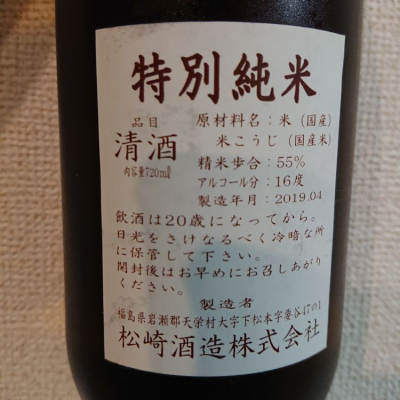 特別純米
品目
清酒
内容量720㎖
原材料名：米（国産）
米こうじ（国産米）
精米歩合：55%
アルコール分：16度
製造年月：2019.04
飲酒は20歳になってから。
日光をさけなるべく冷暗な所
に保管して下さい。
開封後はお早めにお召しあがり
ください。
製造者
福島県岩瀬郡天栄村大字下松本字要谷47の1
松崎酒造株式会社